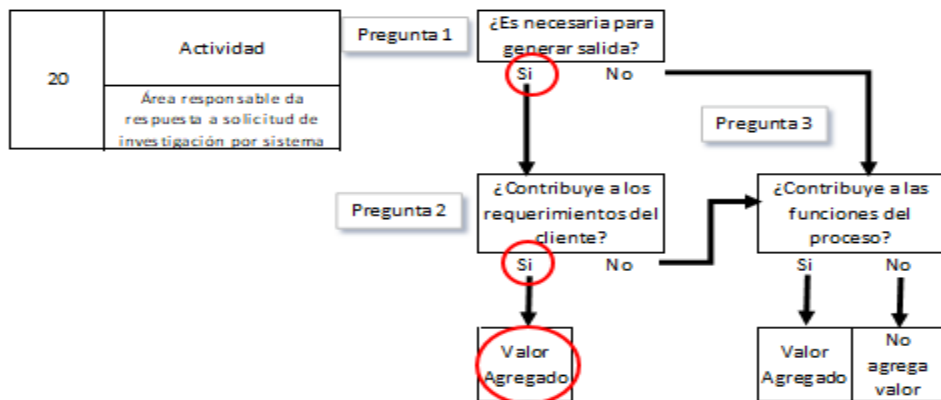 20
Actividad
Área responsable da
respuesta a solicitud de
investigación por sistema
Pregunta 1
¿Es necesaria para
generar salida?
Si No
Pregunta 3
Pregunta 2
¿Contribuye a los
requerimientos del
cliente?
Si No
¿Contribuye a las
funciones del
proceso?
Si No
Valor
Agregado
Valor
Agregado
No
agrega
valor